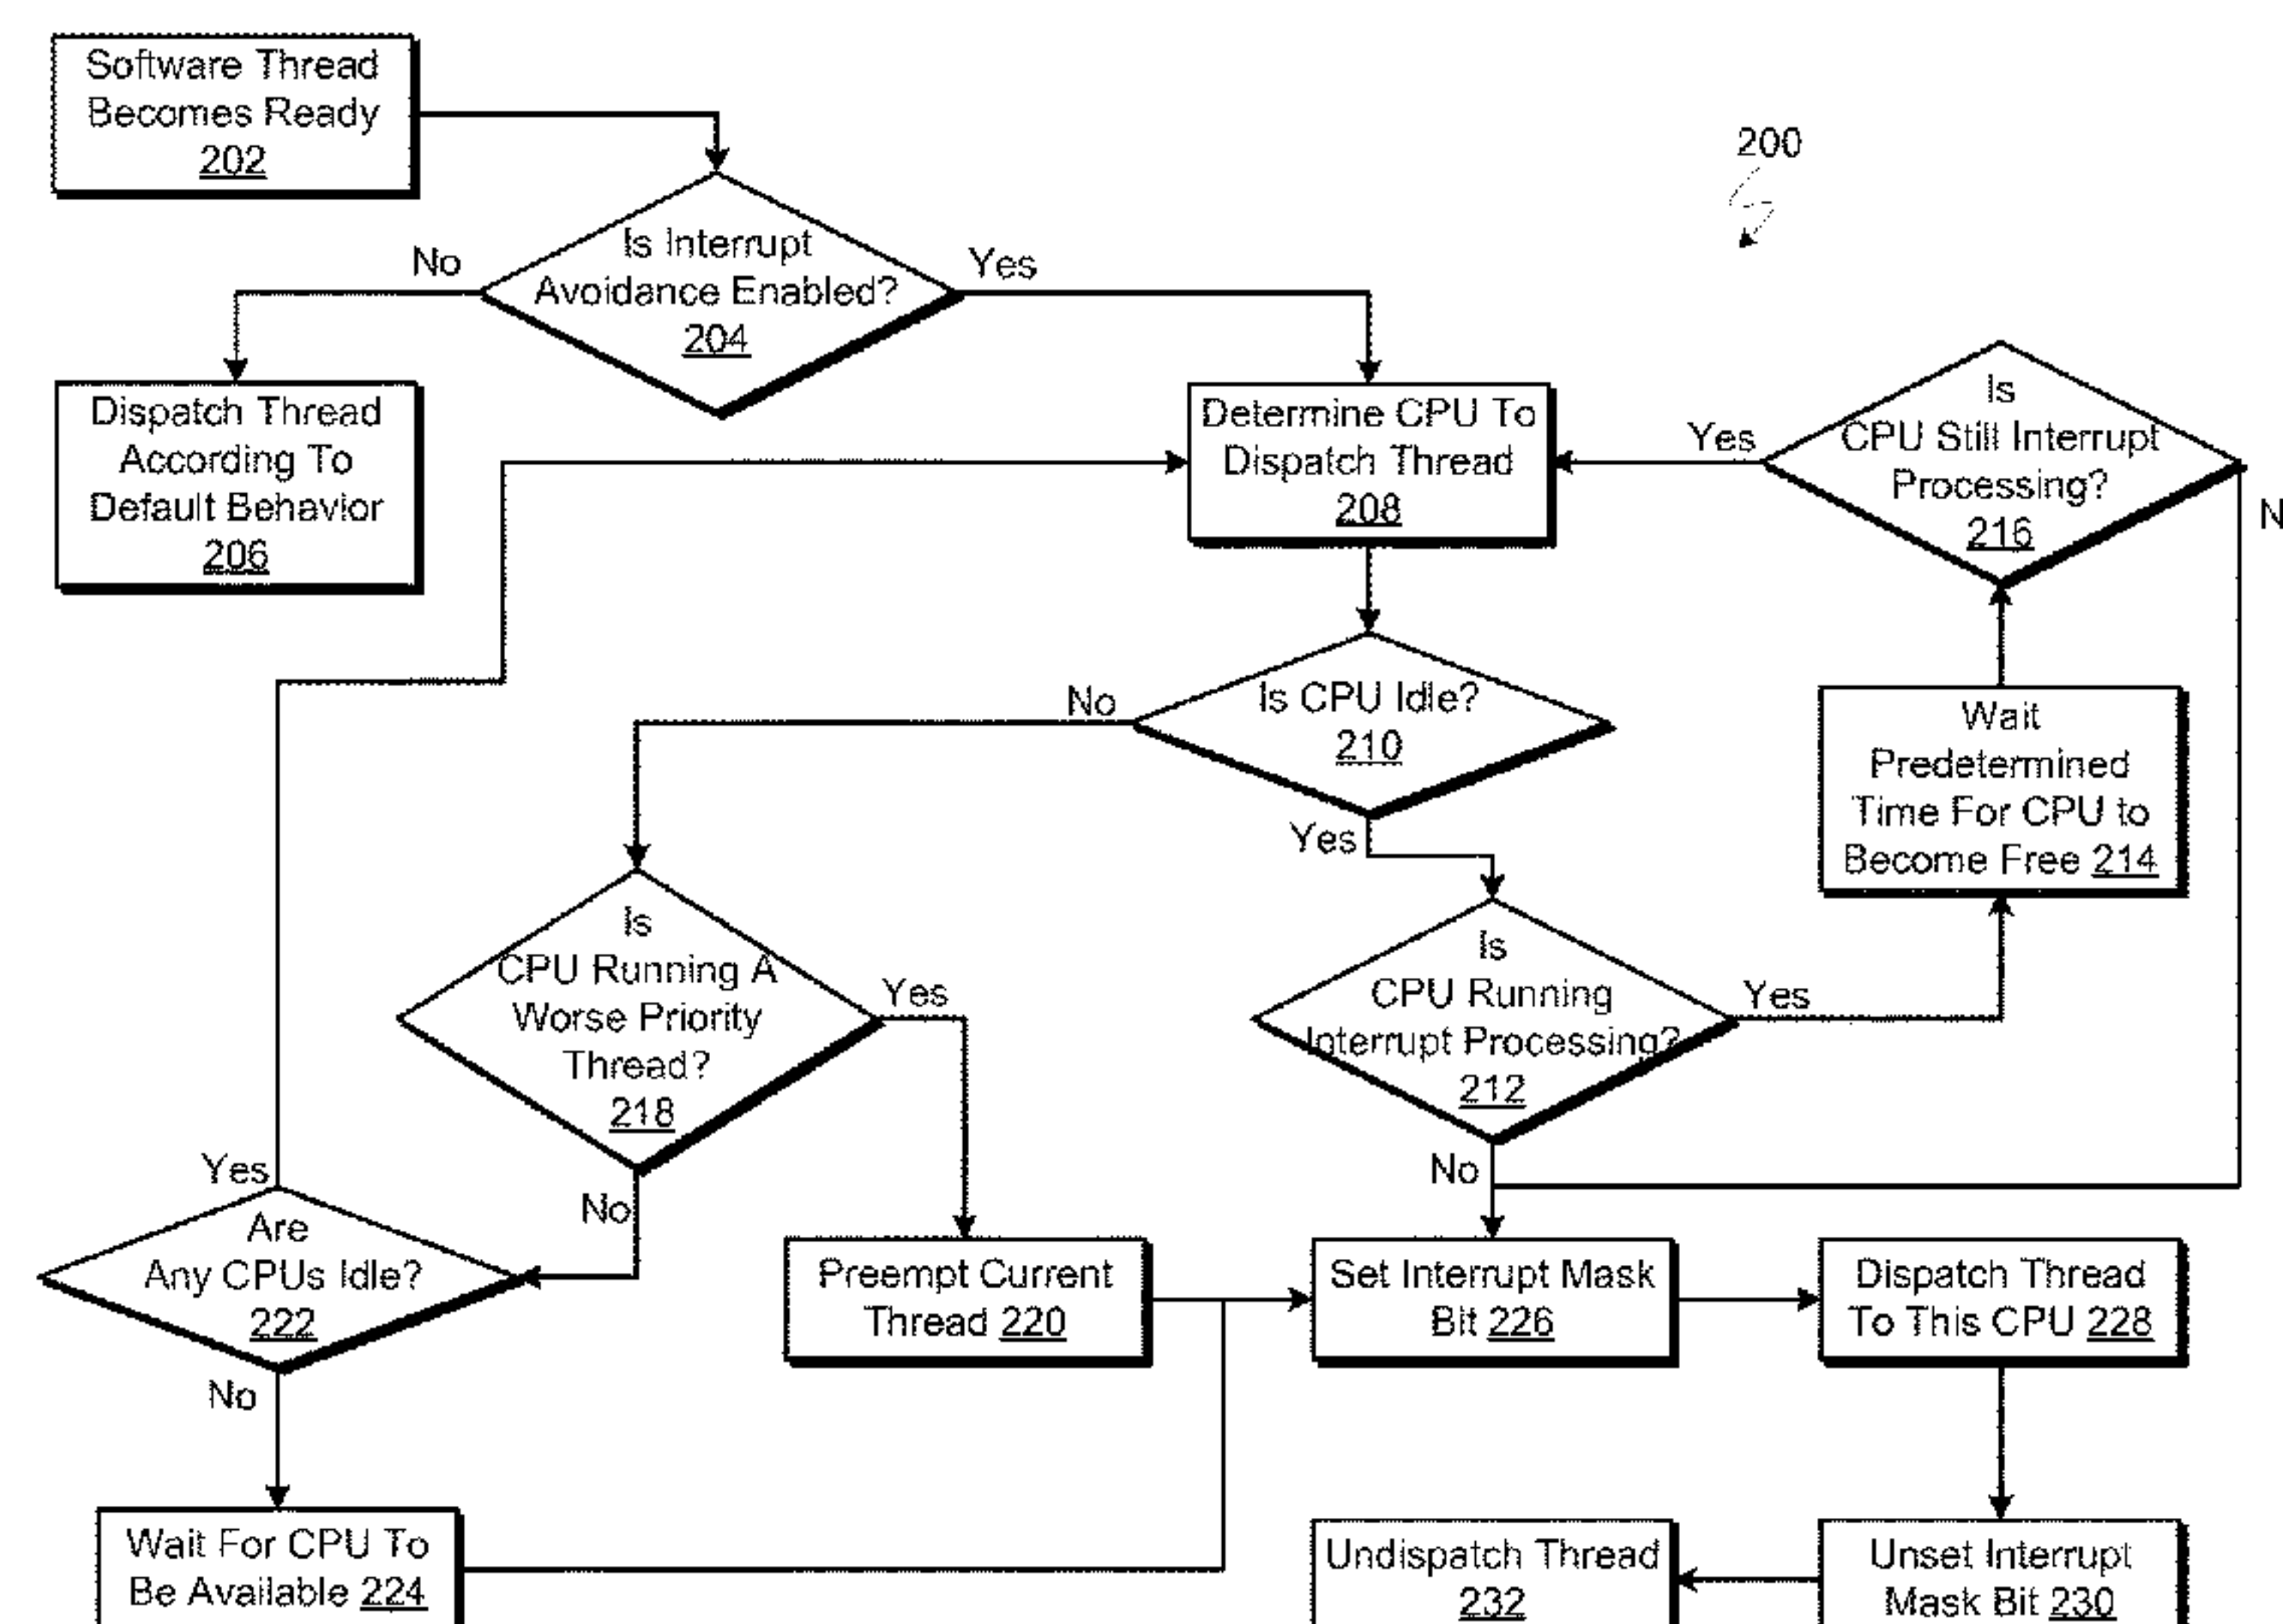 Software Thread
Becomes Ready
202
200
Is Interrupt
Avoidance Enabled?
204
No
Yes
Dispatch Thread
According To
Default Behavior
206
Determine CPU To
Dispatch Thread
208
Yes
Is
CPU Still Interrupt
Processing?
216
N
Is CPU Idle?
210
No
Yes
Wait
Predetermined
Time For CPU to
Become Free 214
Is
CPU Running A
Worse Priority
Thread?
218
Yes
No
Is
CPU Running
Interrupt Processing?
212
Yes
No
Yes
Are
Any CPUs Idle?
222
No
Preempt Current
Thread 220
Set Interrupt Mask
Bit 226
Dispatch Thread
To This CPU 228
Wait For CPU To
Be Available 224
Undispatch Thread
232
Unset Interrupt
Mask Bit 230